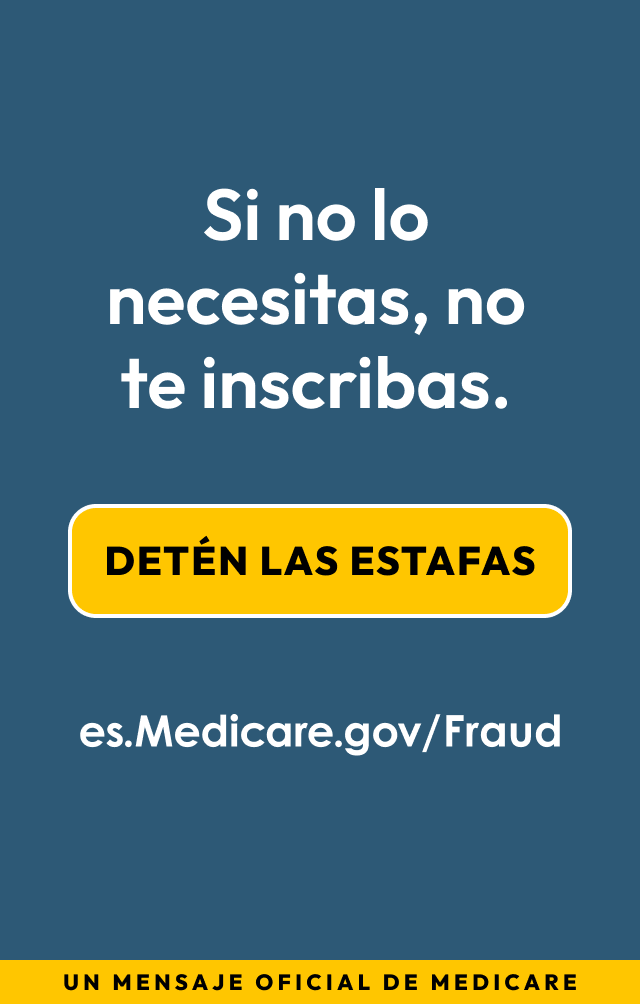 Si no lo
necesitas, no
te inscribas.
DETÉN LAS ESTAFAS
es.Medicare.gov/Fraud
UN MENSAJE OFICIAL DE MEDICARE